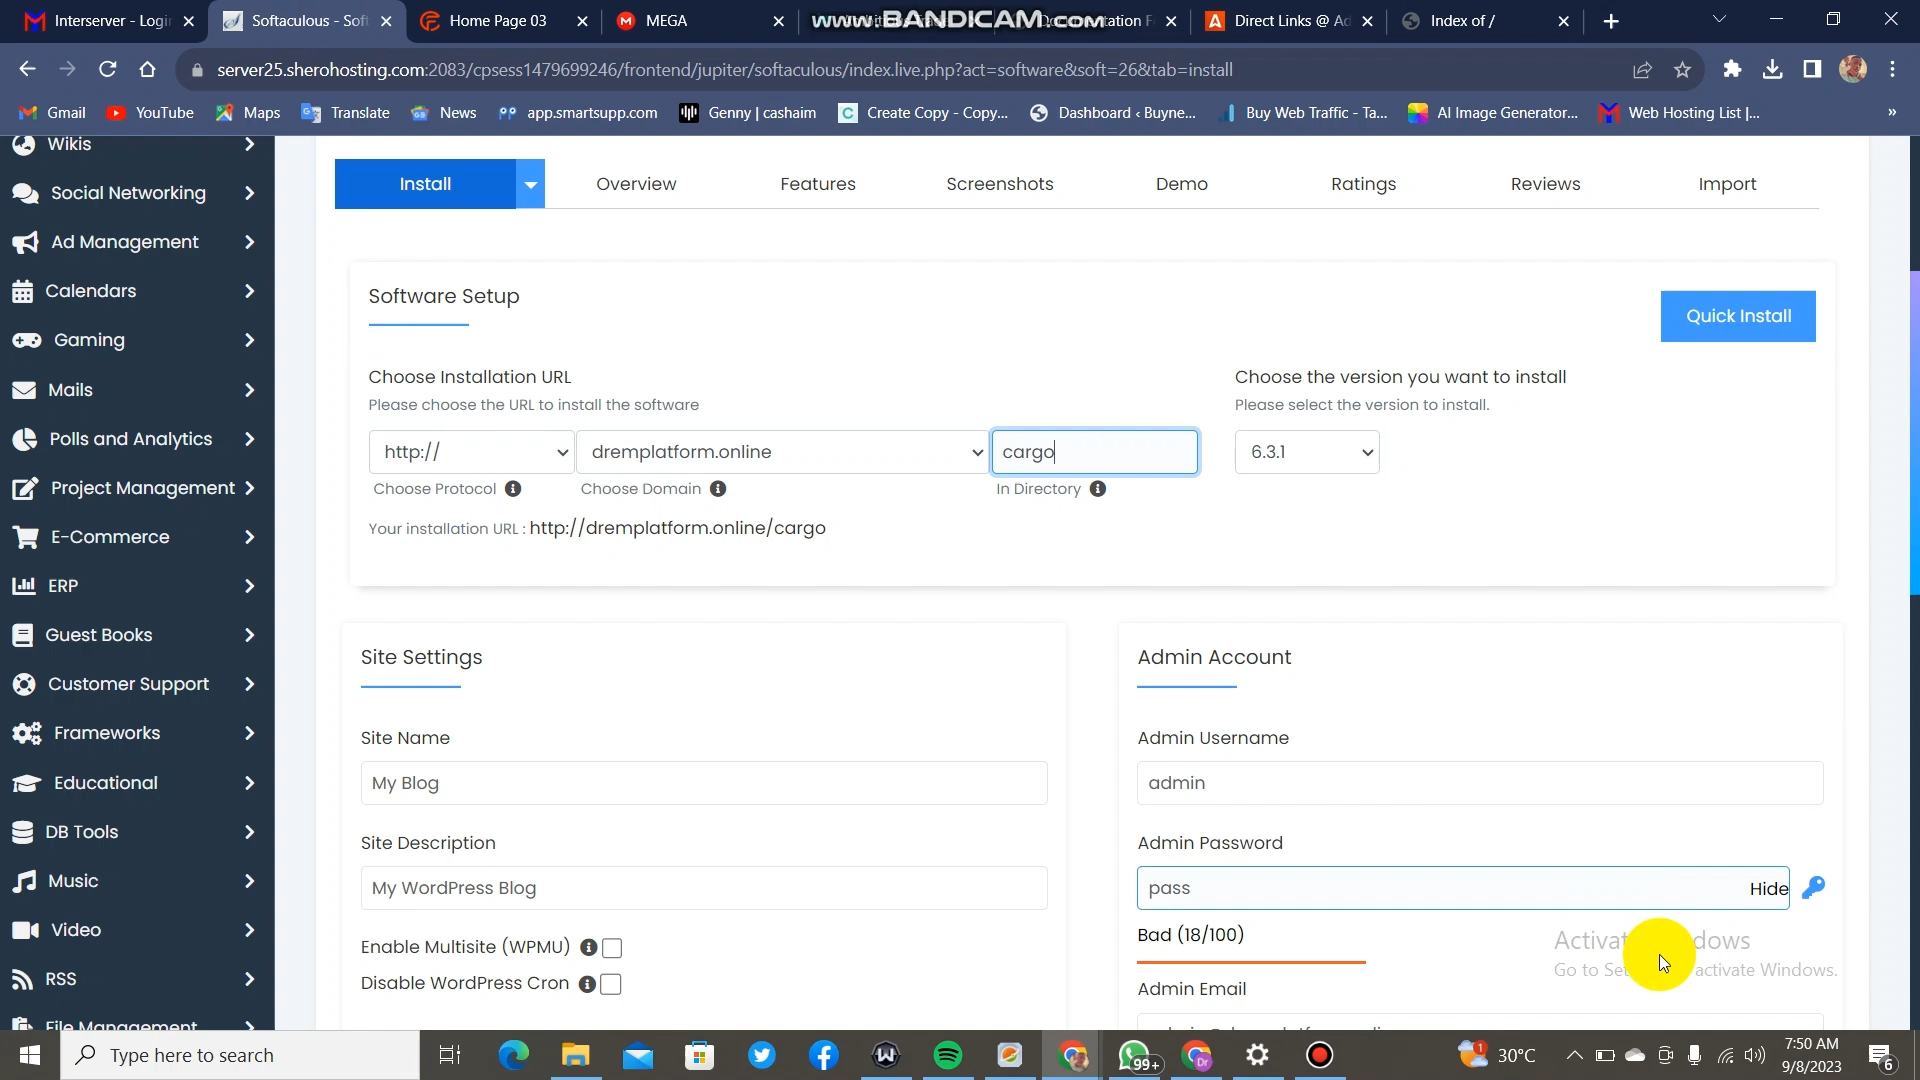 Interserver - Login
Softaculous - Soft
Home Page 03
MEGA
www.BANDICAM.com
Documentation F
Direct Links @ Ad
Index of /
server25.sherohosting.com:2083/cpsess1479699246/frontend/jupiter/softaculous/index.live.php?act=software&soft=26&tab=install
Gmail
YouTube
Maps
Translate
News
app.smartsupp.com
Genny | cashaim
Create Copy - Copy...
Dashboard ‹ Buyne...
Buy Web Traffic - Ta...
AI Image Generator...
Web Hosting List |...
»
Wikis
Social Networking
Ad Management
Calendars
Gaming
Mails
Polls and Analytics
Project Management
E-Commerce
ERP
Guest Books
Customer Support
Frameworks
Educational
DB Tools
Music
Video
RSS
File Management
Install
Overview
Features
Screenshots
Demo
Ratings
Reviews
Import
Software Setup
Quick Install
Choose Installation URL
Please choose the URL to install the software
Choose the version you want to install
Please select the version to install.
http://
dremplatform.online
cargo
6.3.1
Choose Protocol
Choose Domain
In Directory
Your installation URL : http://dremplatform.online/cargo
Site Settings
Site Name
My Blog
Site Description
My WordPress Blog
Enable Multisite (WPMU)
Disable WordPress Cron
Admin Account
Admin Username
admin
Admin Password
pass
Hide
Bad (18/100)
Admin Email
Type here to search
99+
Dr
1
30°C
7:50 AM
9/8/2023
6